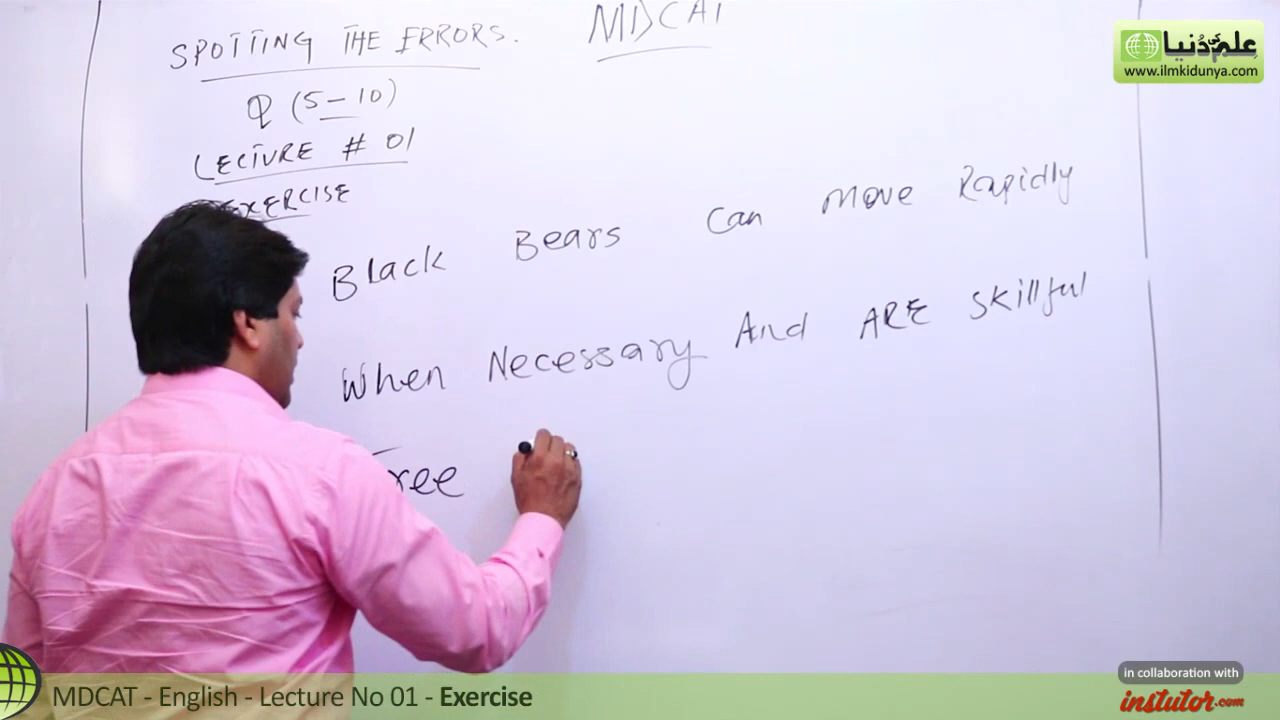 SPOTTING THE ERRORS. MDCAT
Q (5-10)
LECTURE # 01
EXERCISE
Black Bears Can Move Rapidly
When Necessary And ARE Skillful
Tree
علم کی دنیا
www.ilmkidunya.com
MDCAT - English - Lecture No 01 - Exercise
in collaboration with
instutor.com